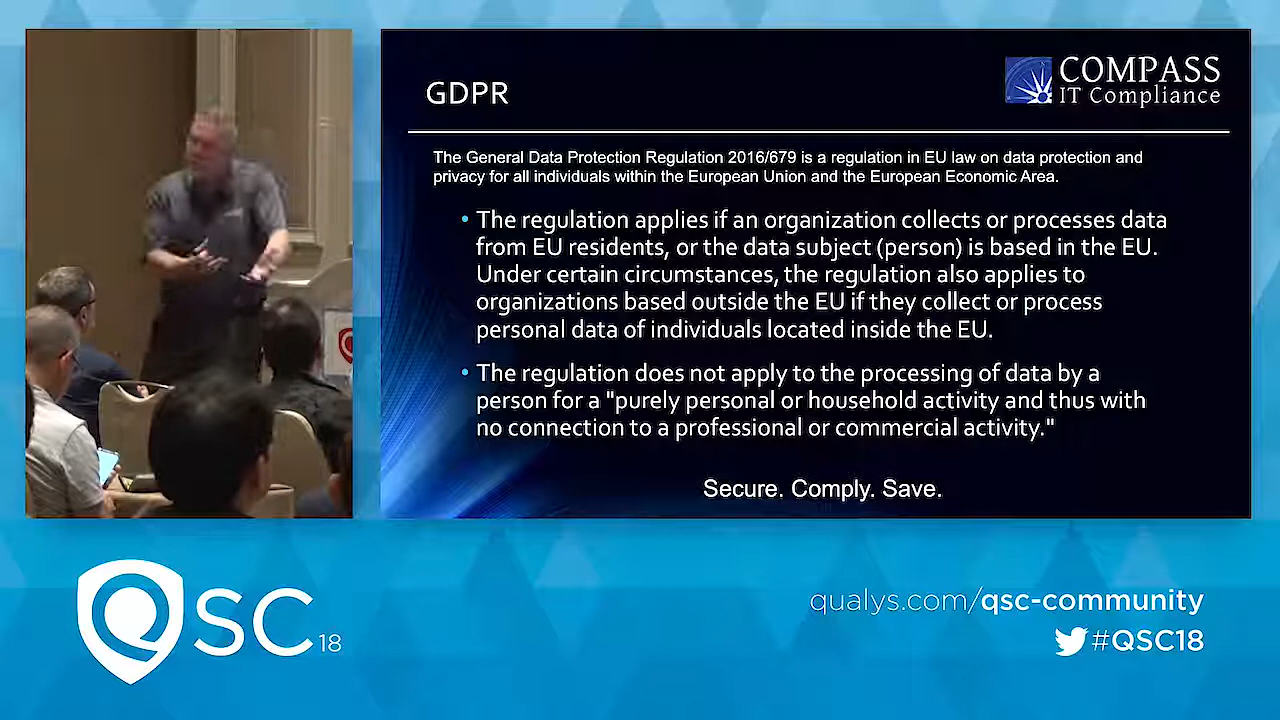 GDPR
COMPASS
IT Compliance
The General Data Protection Regulation 2016/679 is a regulation in EU law on data protection and
privacy for all individuals within the European Union and the European Economic Area.
• The regulation applies if an organization collects or processes data
from EU residents, or the data subject (person) is based in the EU.
Under certain circumstances, the regulation also applies to
organizations based outside the EU if they collect or process
personal data of individuals located inside the EU.
• The regulation does not apply to the processing of data by a
person for a "purely personal or household activity and thus with
no connection to a professional or commercial activity."
Secure. Comply. Save.
QSC 18
qualys.com/qsc-community
#QSC18